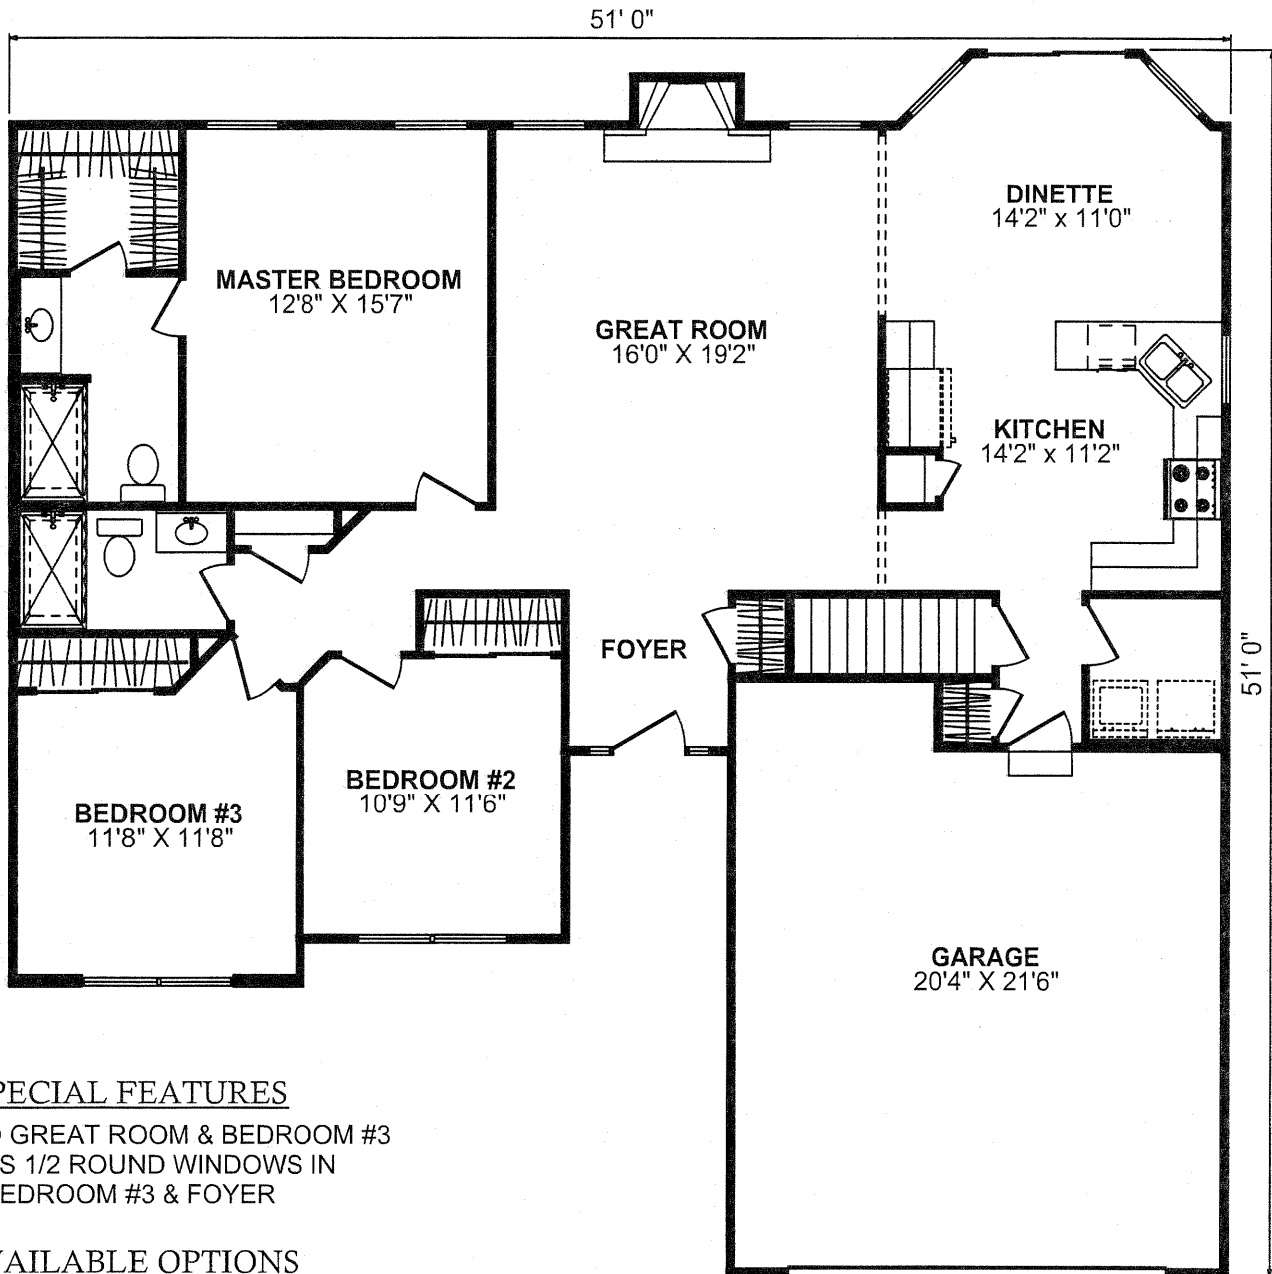 51' 0"
DINETTE
14'2" x 11'0"
MASTER BEDROOM
12'8" X 15'7"
GREAT ROOM
16'0" X 19'2"
KITCHEN
14'2" x 11'2"
FOYER
51' 0"
BEDROOM #2
10'9" X 11'6"
BEDROOM #3
11'8" X 11'8"
GARAGE
20'4" X 21'6"
PECIAL FEATURES
GREAT ROOM & BEDROOM #3
S 1/2 ROUND WINDOWS IN
EDROOM #3 & FOYER
VAILABLE OPTIONS